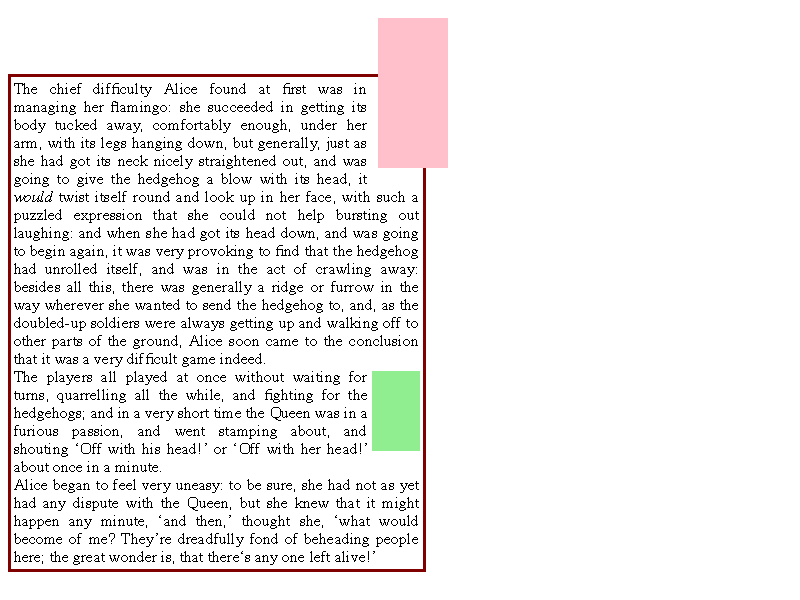 The chief difficulty Alice found at first was in
managing her flamingo: she succeeded in getting its
body tucked away, comfortably enough, under her
arm, with its legs hanging down, but generally, just as
she had got its neck nicely straightened out, and was
going to give the hedgehog a blow with its head, it
would twist itself round and look up in her face, with such a
puzzled expression that she could not help bursting out
laughing: and when she had got its head down, and was going
to begin again, it was very provoking to find that the hedgehog
had unrolled itself, and was in the act of crawling away:
besides all this, there was generally a ridge or furrow in the
way wherever she wanted to send the hedgehog to, and, as the
doubled-up soldiers were always getting up and walking off to
other parts of the ground, Alice soon came to the conclusion
that it was a very difficult game indeed.
The players all played at once without waiting for
turns, quarrelling all the while, and fighting for the
hedgehogs; and in a very short time the Queen was in a
furious passion, and went stamping about, and
shouting ‘Off with his head!’ or ‘Off with her head!’
about once in a minute.
Alice began to feel very uneasy: to be sure, she had not as yet
had any dispute with the Queen, but she knew that it might
happen any minute, ‘and then,’ thought she, ‘what would
become of me? They’re dreadfully fond of beheading people
here; the great wonder is, that there‘s any one left alive!’